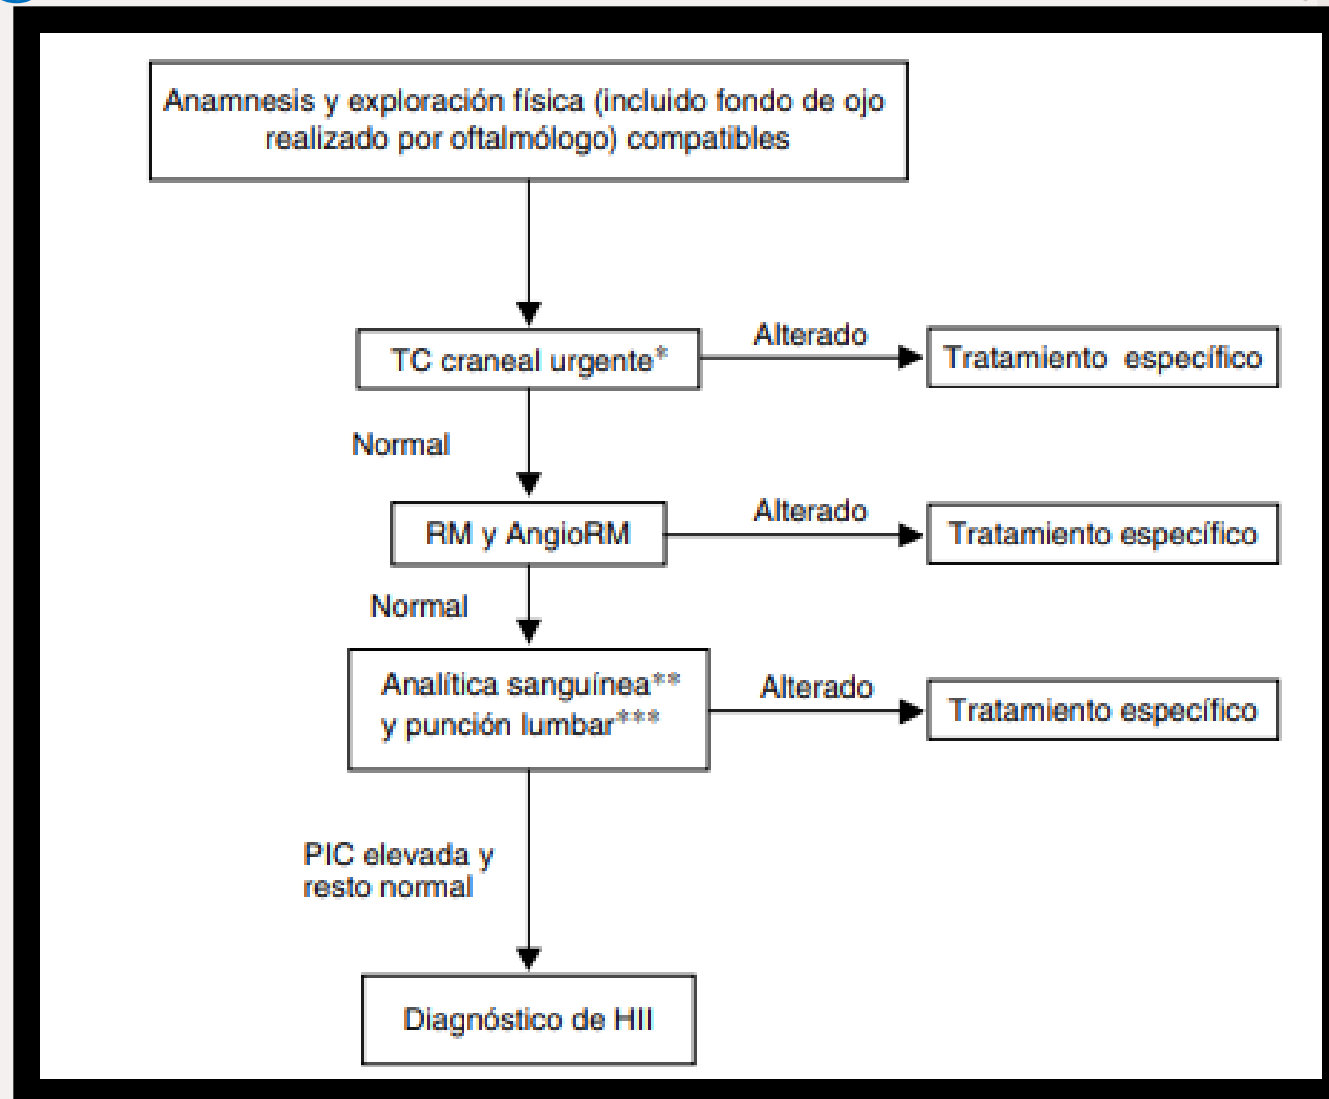 Anamnesis y exploración física (incluido fondo de ojo
realizado por oftalmólogo) compatibles
TC craneal urgente*
Alterado
Tratamiento específico
Normal
RM y AngioRM
Alterado
Tratamiento específico
Normal
Analítica sanguínea**
y punción lumbar***
Alterado
Tratamiento específico
PIC elevada y
resto normal
Diagnóstico de HII